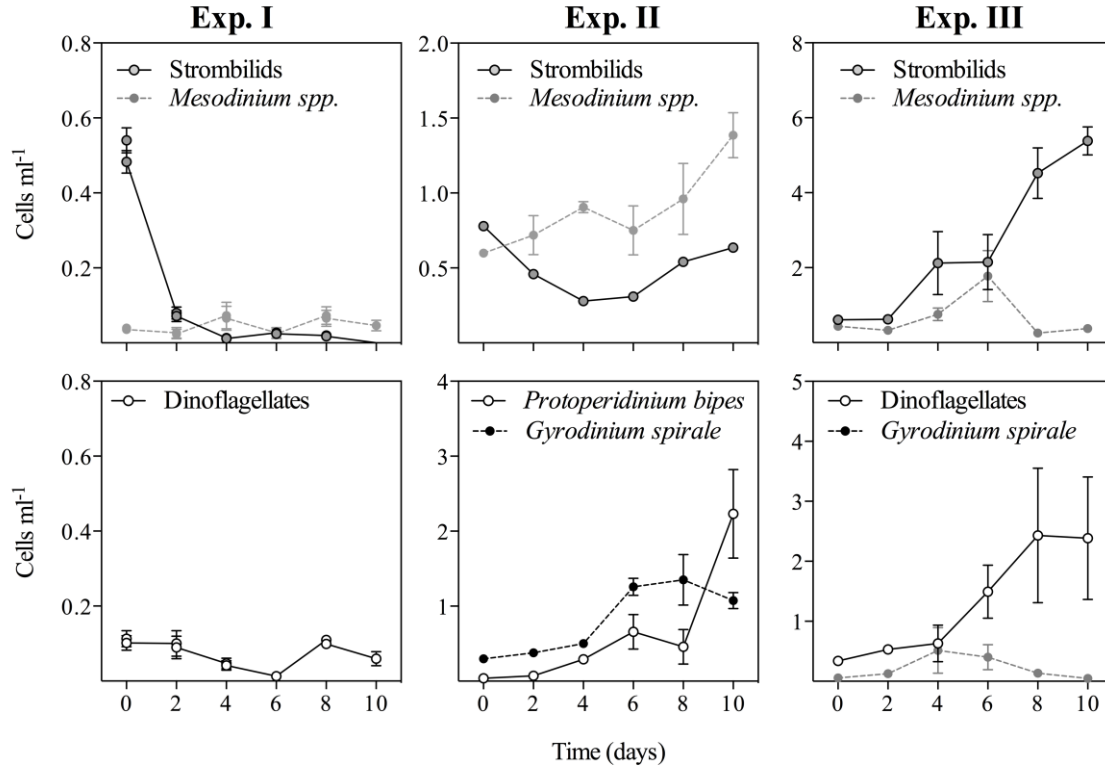 Exp. I
Exp. II
Exp. III
0.8
0.6
0.4
0.2
Cells ml-1
Strombilids
Mesodinium spp.
2.0
1.5
1.0
0.5
Strombilids
Mesodinium spp.
8
6
4
2
Strombilids
Mesodinium spp.
0.8
0.6
0.4
0.2
Cells ml-1
Dinoflagellates
0 2 4 6 8 10
4
3
2
1
Protoperidinium bipes
Gyrodinium spirale
0 2 4 6 8 10
5
4
3
2
1
Dinoflagellates
Gyrodinium spirale
0 2 4 6 8 10
Time (days)